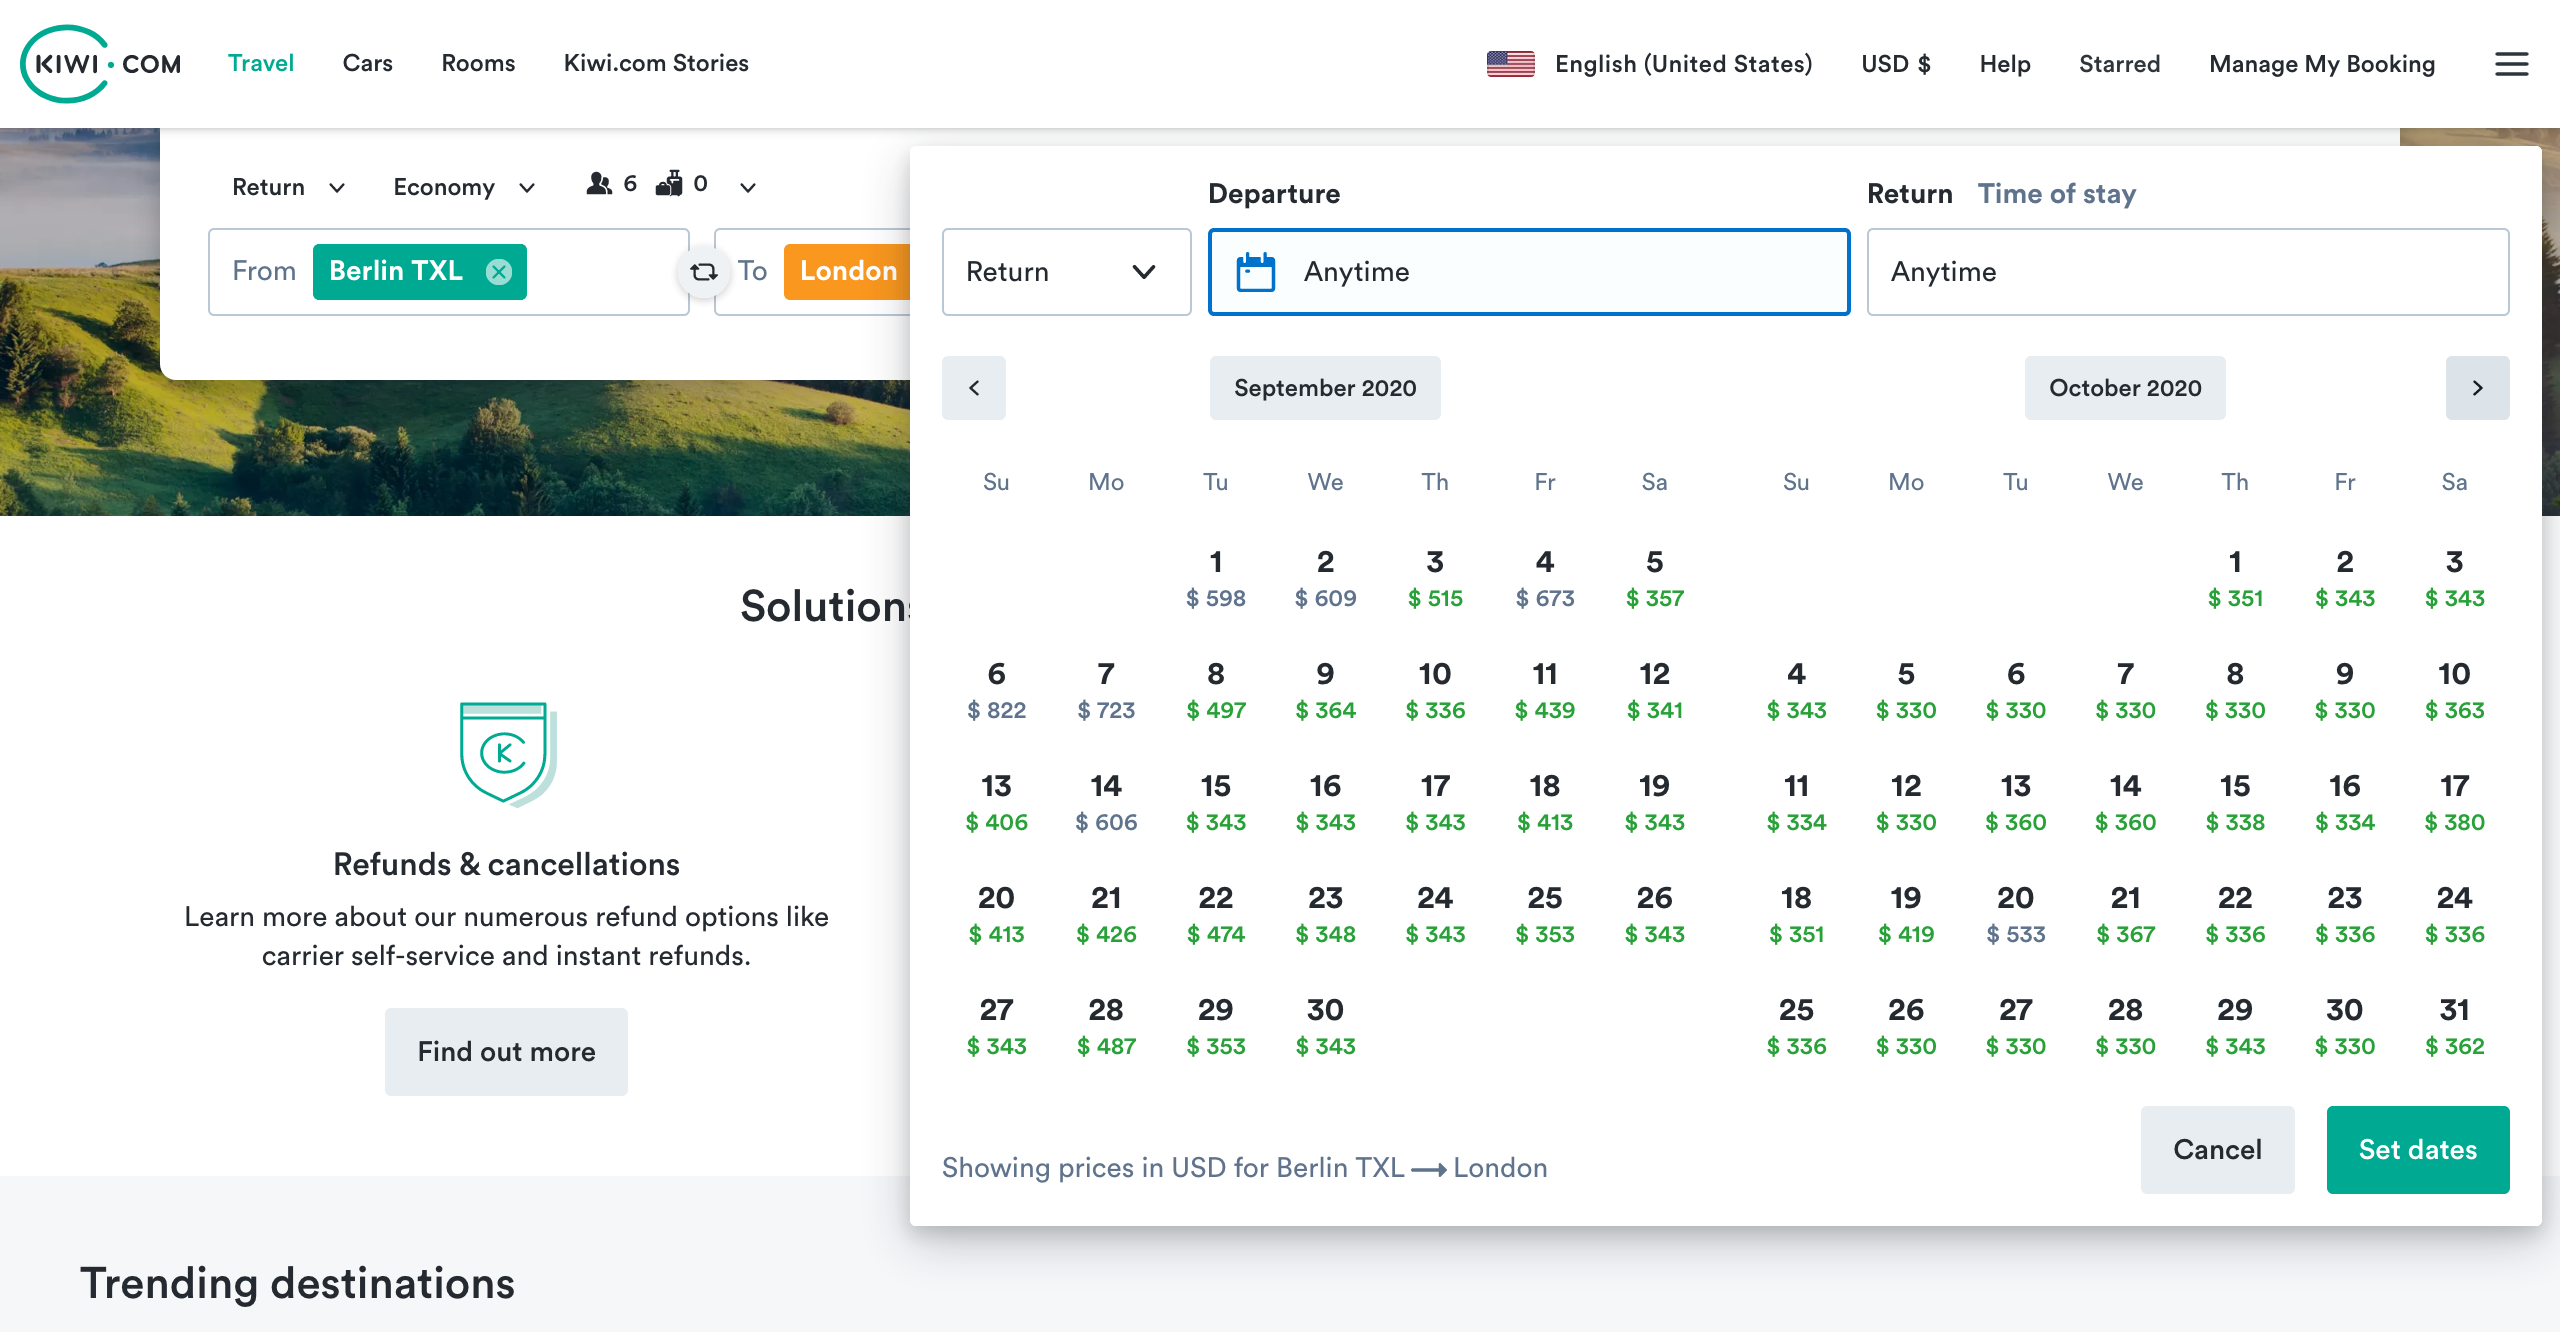 KIWI.COM Travel Cars Rooms Kiwi.com Stories English (United States) USD $ Help Starred Manage My Booking
Return Economy 6 0
From Berlin TXL To London
Departure Return Time of stay
Return Anytime Anytime
September 2020 October 2020
Su Mo Tu We Th Fr Sa Su Mo Tu We Th Fr Sa
1 2 3 4 5 1 2 3
$ 598 $ 609 $ 515 $ 673 $ 357 $ 351 $ 343 $ 343
6 7 8 9 10 11 12 4 5 6 7 8 9 10
$ 822 $ 723 $ 497 $ 364 $ 336 $ 439 $ 341 $ 343 $ 330 $ 330 $ 330 $ 330 $ 330 $ 363
13 14 15 16 17 18 19 11 12 13 14 15 16 17
$ 406 $ 606 $ 343 $ 343 $ 343 $ 413 $ 343 $ 334 $ 330 $ 360 $ 360 $ 338 $ 334 $ 380
20 21 22 23 24 25 26 18 19 20 21 22 23 24
$ 413 $ 426 $ 474 $ 348 $ 343 $ 353 $ 343 $ 351 $ 419 $ 533 $ 367 $ 336 $ 336 $ 336
27 28 29 30 25 26 27 28 29 30 31
$ 343 $ 487 $ 353 $ 343 $ 336 $ 330 $ 330 $ 330 $ 343 $ 330 $ 362
Showing prices in USD for Berlin TXL → London
Cancel Set dates
Solutions
Refunds & cancellations
Learn more about our numerous refund options like
carrier self-service and instant refunds.
Find out more
Trending destinations